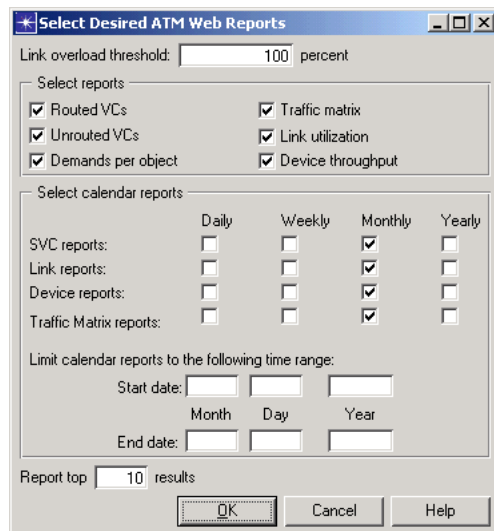 Select Desired ATM Web Reports
Link overload threshold: 100 percent
Select reports
Routed VCs Traffic matrix
Unrouted VCs Link utilization
Demands per object Device throughput
Select calendar reports
Daily Weekly Monthly Yearly
SVC reports:
Link reports:
Device reports:
Traffic Matrix reports:
Limit calendar reports to the following time range:
Start date:
Month Day Year
End date:
Report top 10 results
OK Cancel Help